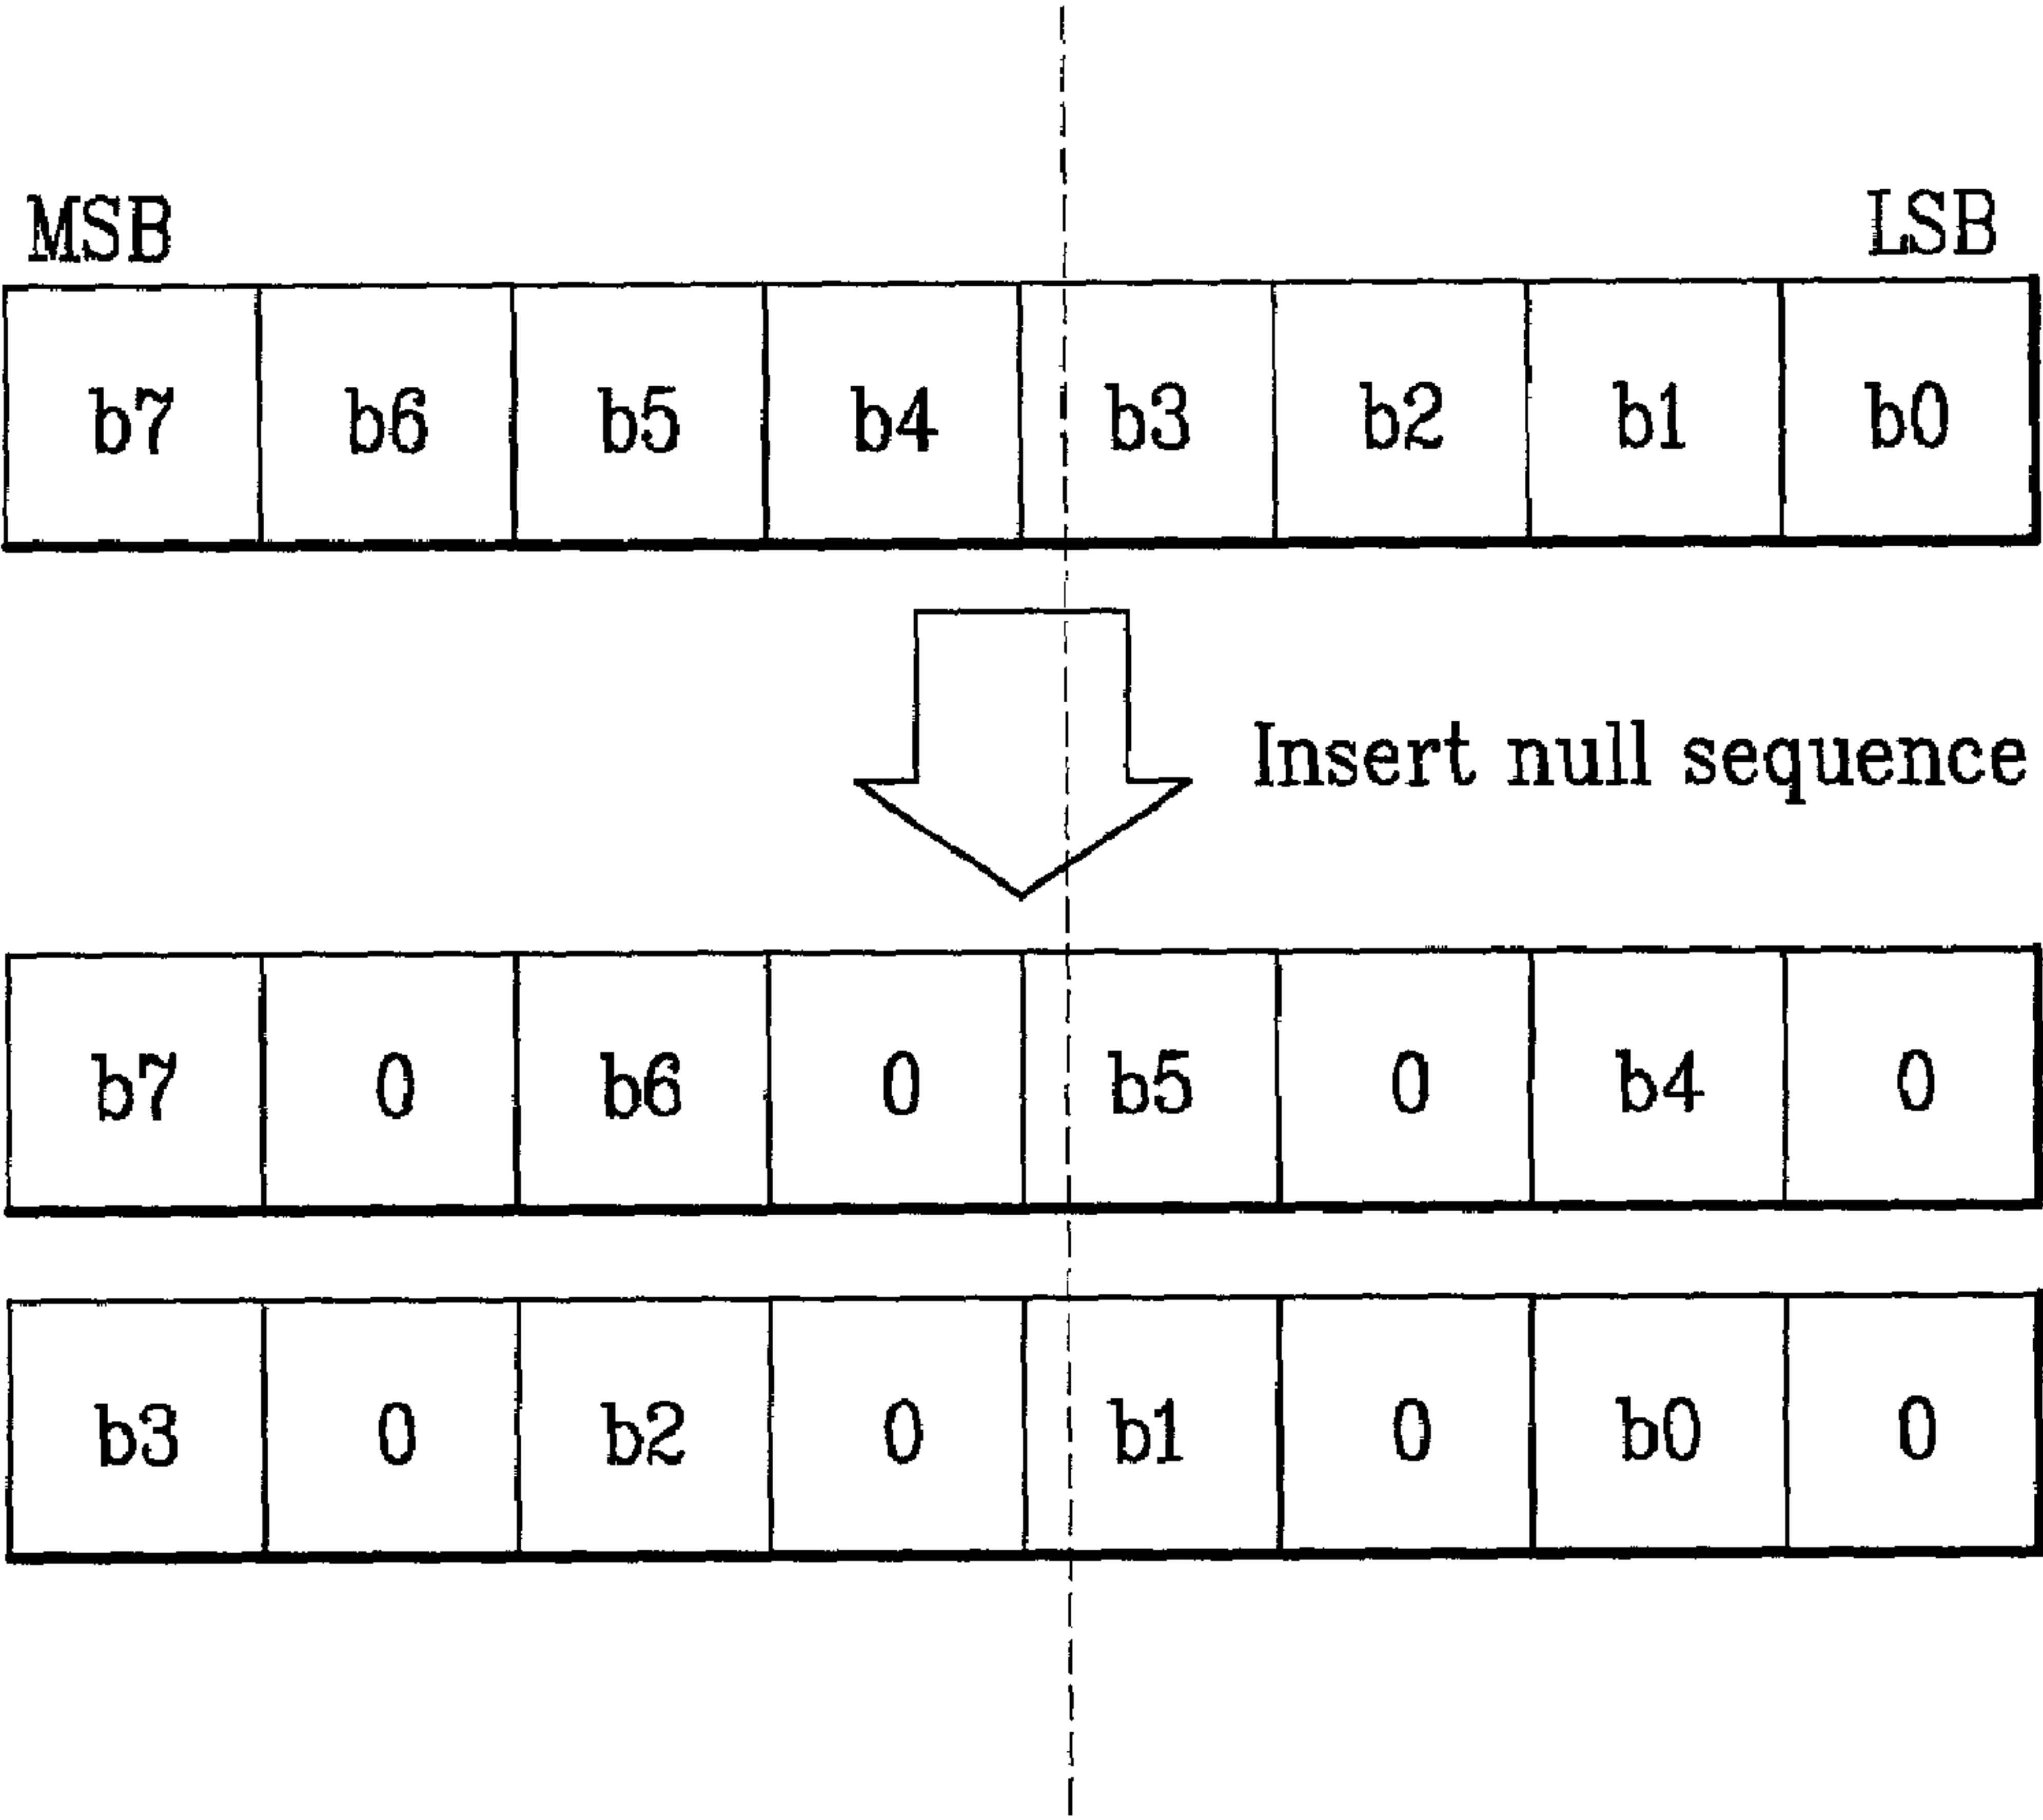 MSB LSB
b7 b6 b5 b4 b3 b2 b1 b0
Insert null sequence
b7 0 b6 0 b5 0 b4 0
b3 0 b2 0 b1 0 b0 0